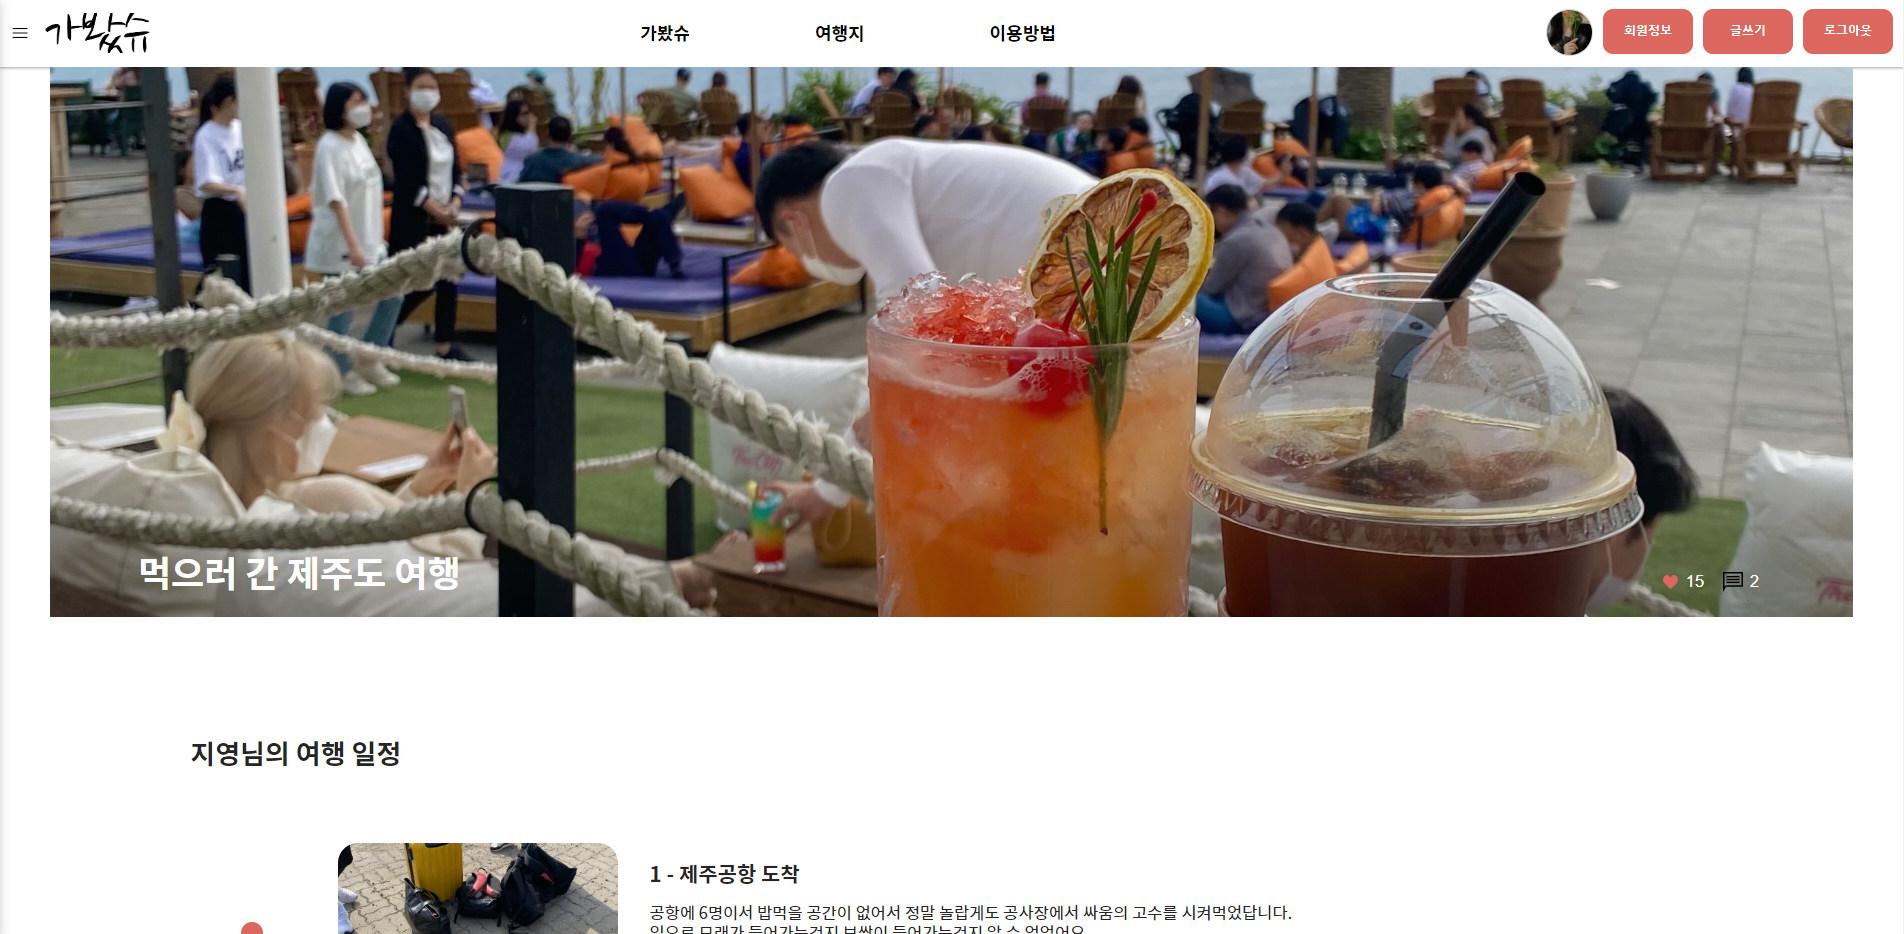 가봤슈
가봤슈
여행지
이용방법
회원정보
글쓰기
로그아웃
먹으러 간 제주도 여행
15
2
지영님의 여행 일정
1 - 제주공항 도착
공항에 6명이서 밥먹을 공간이 없어서 정말 놀랍게도 공사장에서 싸움의 고수를 시켜먹었답니다.